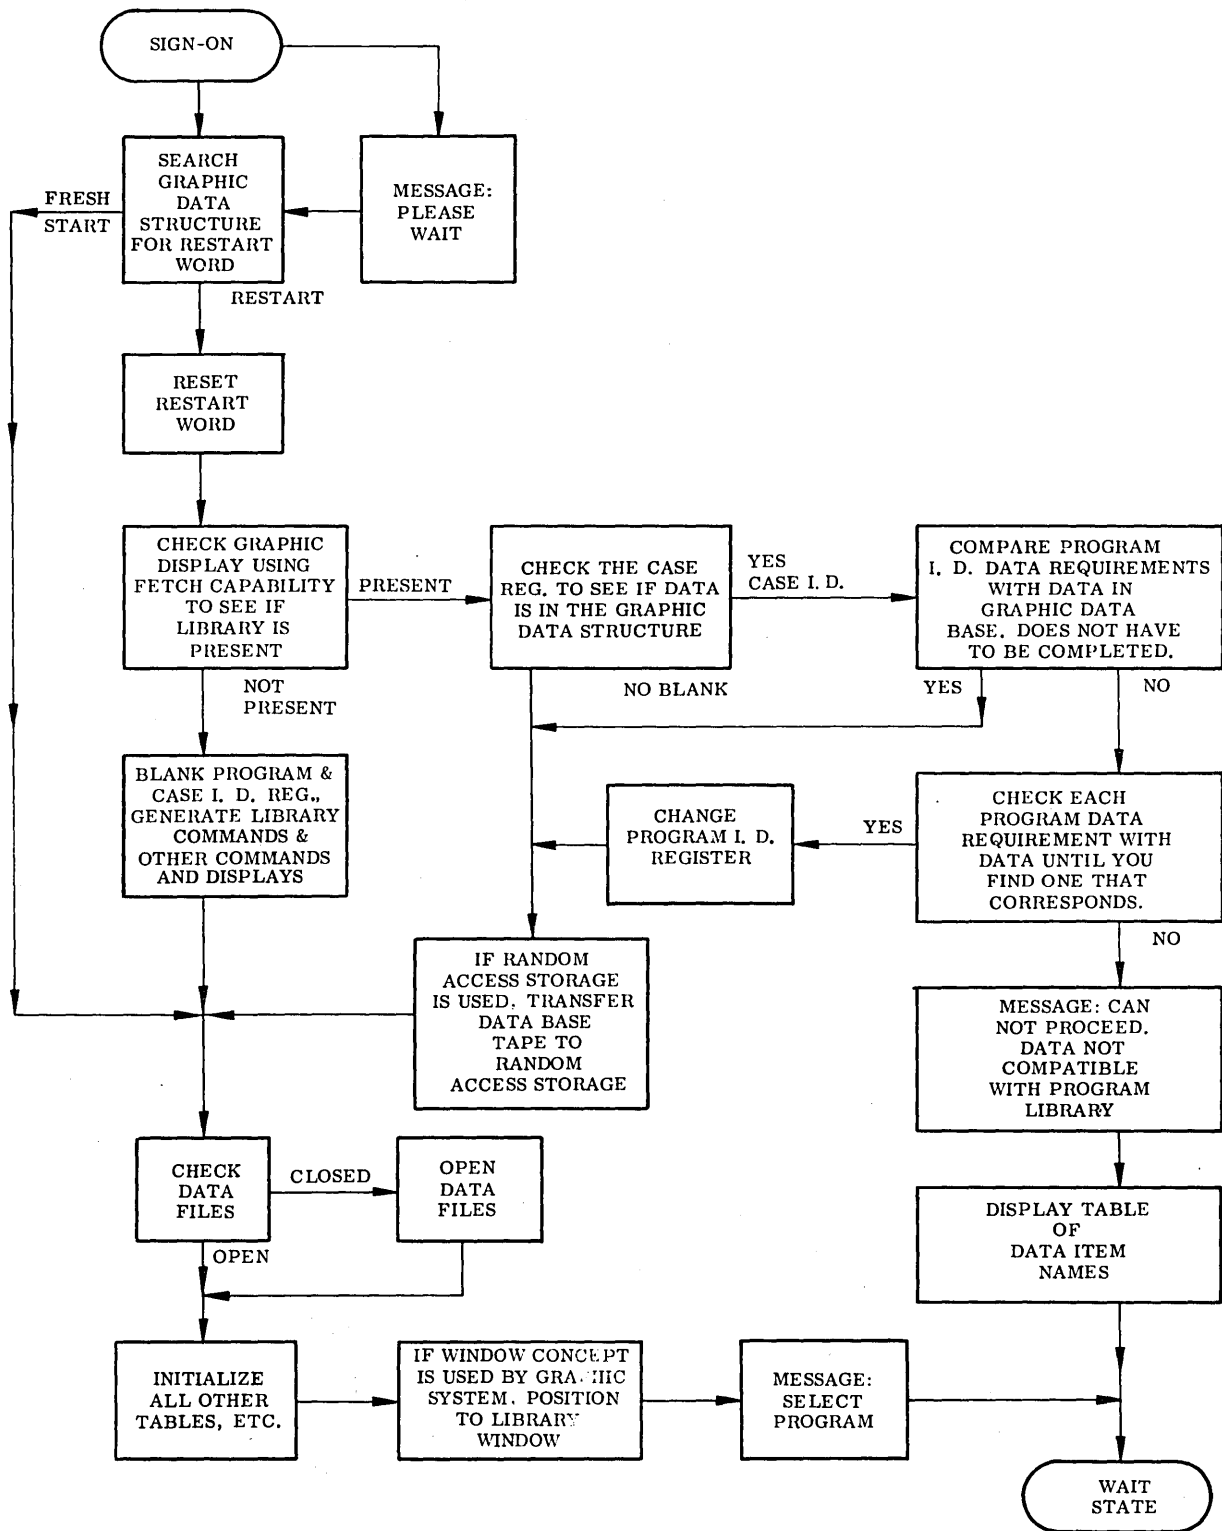 SIGN-ON
SEARCH
GRAPHIC
DATA
STRUCTURE
FOR RESTART
WORD
MESSAGE:
PLEASE
WAIT
FRESH
START
RESTART
RESET
RESTART
WORD
CHECK GRAPHIC
DISPLAY USING
FETCH CAPABILITY
TO SEE IF
LIBRARY IS
PRESENT
PRESENT
CHECK THE CASE
REG. TO SEE IF DATA
IS IN THE GRAPHIC
DATA STRUCTURE
YES
CASE I. D.
COMPARE PROGRAM
I. D. DATA REQUIREMENTS
WITH DATA IN
GRAPHIC DATA
BASE. DOES NOT HAVE
TO BE COMPLETED.
NOT
PRESENT
NO BLANK
YES
NO
BLANK PROGRAM &
CASE I. D. REG.,
GENERATE LIBRARY
COMMANDS &
OTHER COMMANDS
AND DISPLAYS
CHANGE
PROGRAM I. D.
REGISTER
YES
CHECK EACH
PROGRAM DATA
REQUIREMENT WITH
DATA UNTIL YOU
FIND ONE THAT
CORRESPONDS.
NO
IF RANDOM
ACCESS STORAGE
IS USED, TRANSFER
DATA BASE
TAPE TO
RANDOM
ACCESS STORAGE
MESSAGE: CAN
NOT PROCEED.
DATA NOT
COMPATIBLE
WITH PROGRAM
LIBRARY
CHECK
DATA
FILES
CLOSED
OPEN
DATA
FILES
OPEN
DISPLAY TABLE
OF
DATA ITEM
NAMES
INITIALIZE
ALL OTHER
TABLES, ETC.
IF WINDOW CONCEPT
IS USED BY GRAPHIC
SYSTEM, POSITION
TO LIBRARY
WINDOW
MESSAGE:
SELECT
PROGRAM
WAIT
STATE